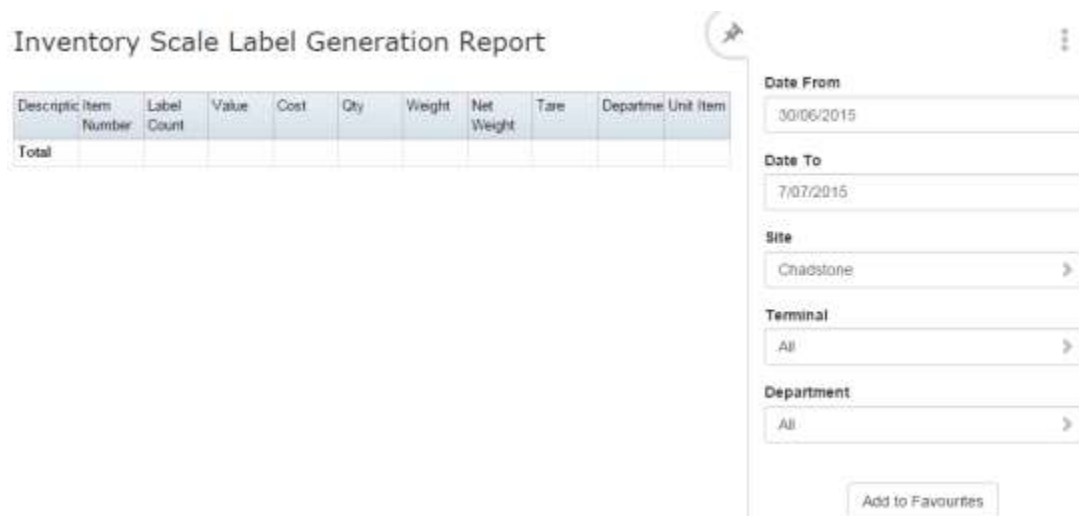 Inventory Scale Label Generation Report
Descriptic Item Label Value Cost Qty Weight Net Tare Departme Unit Item
Number Count Weight
Total
Date From
30/06/2015
Date To
7/07/2015
Site
Chadstone
Terminal
All
Department
All
Add to Favourites